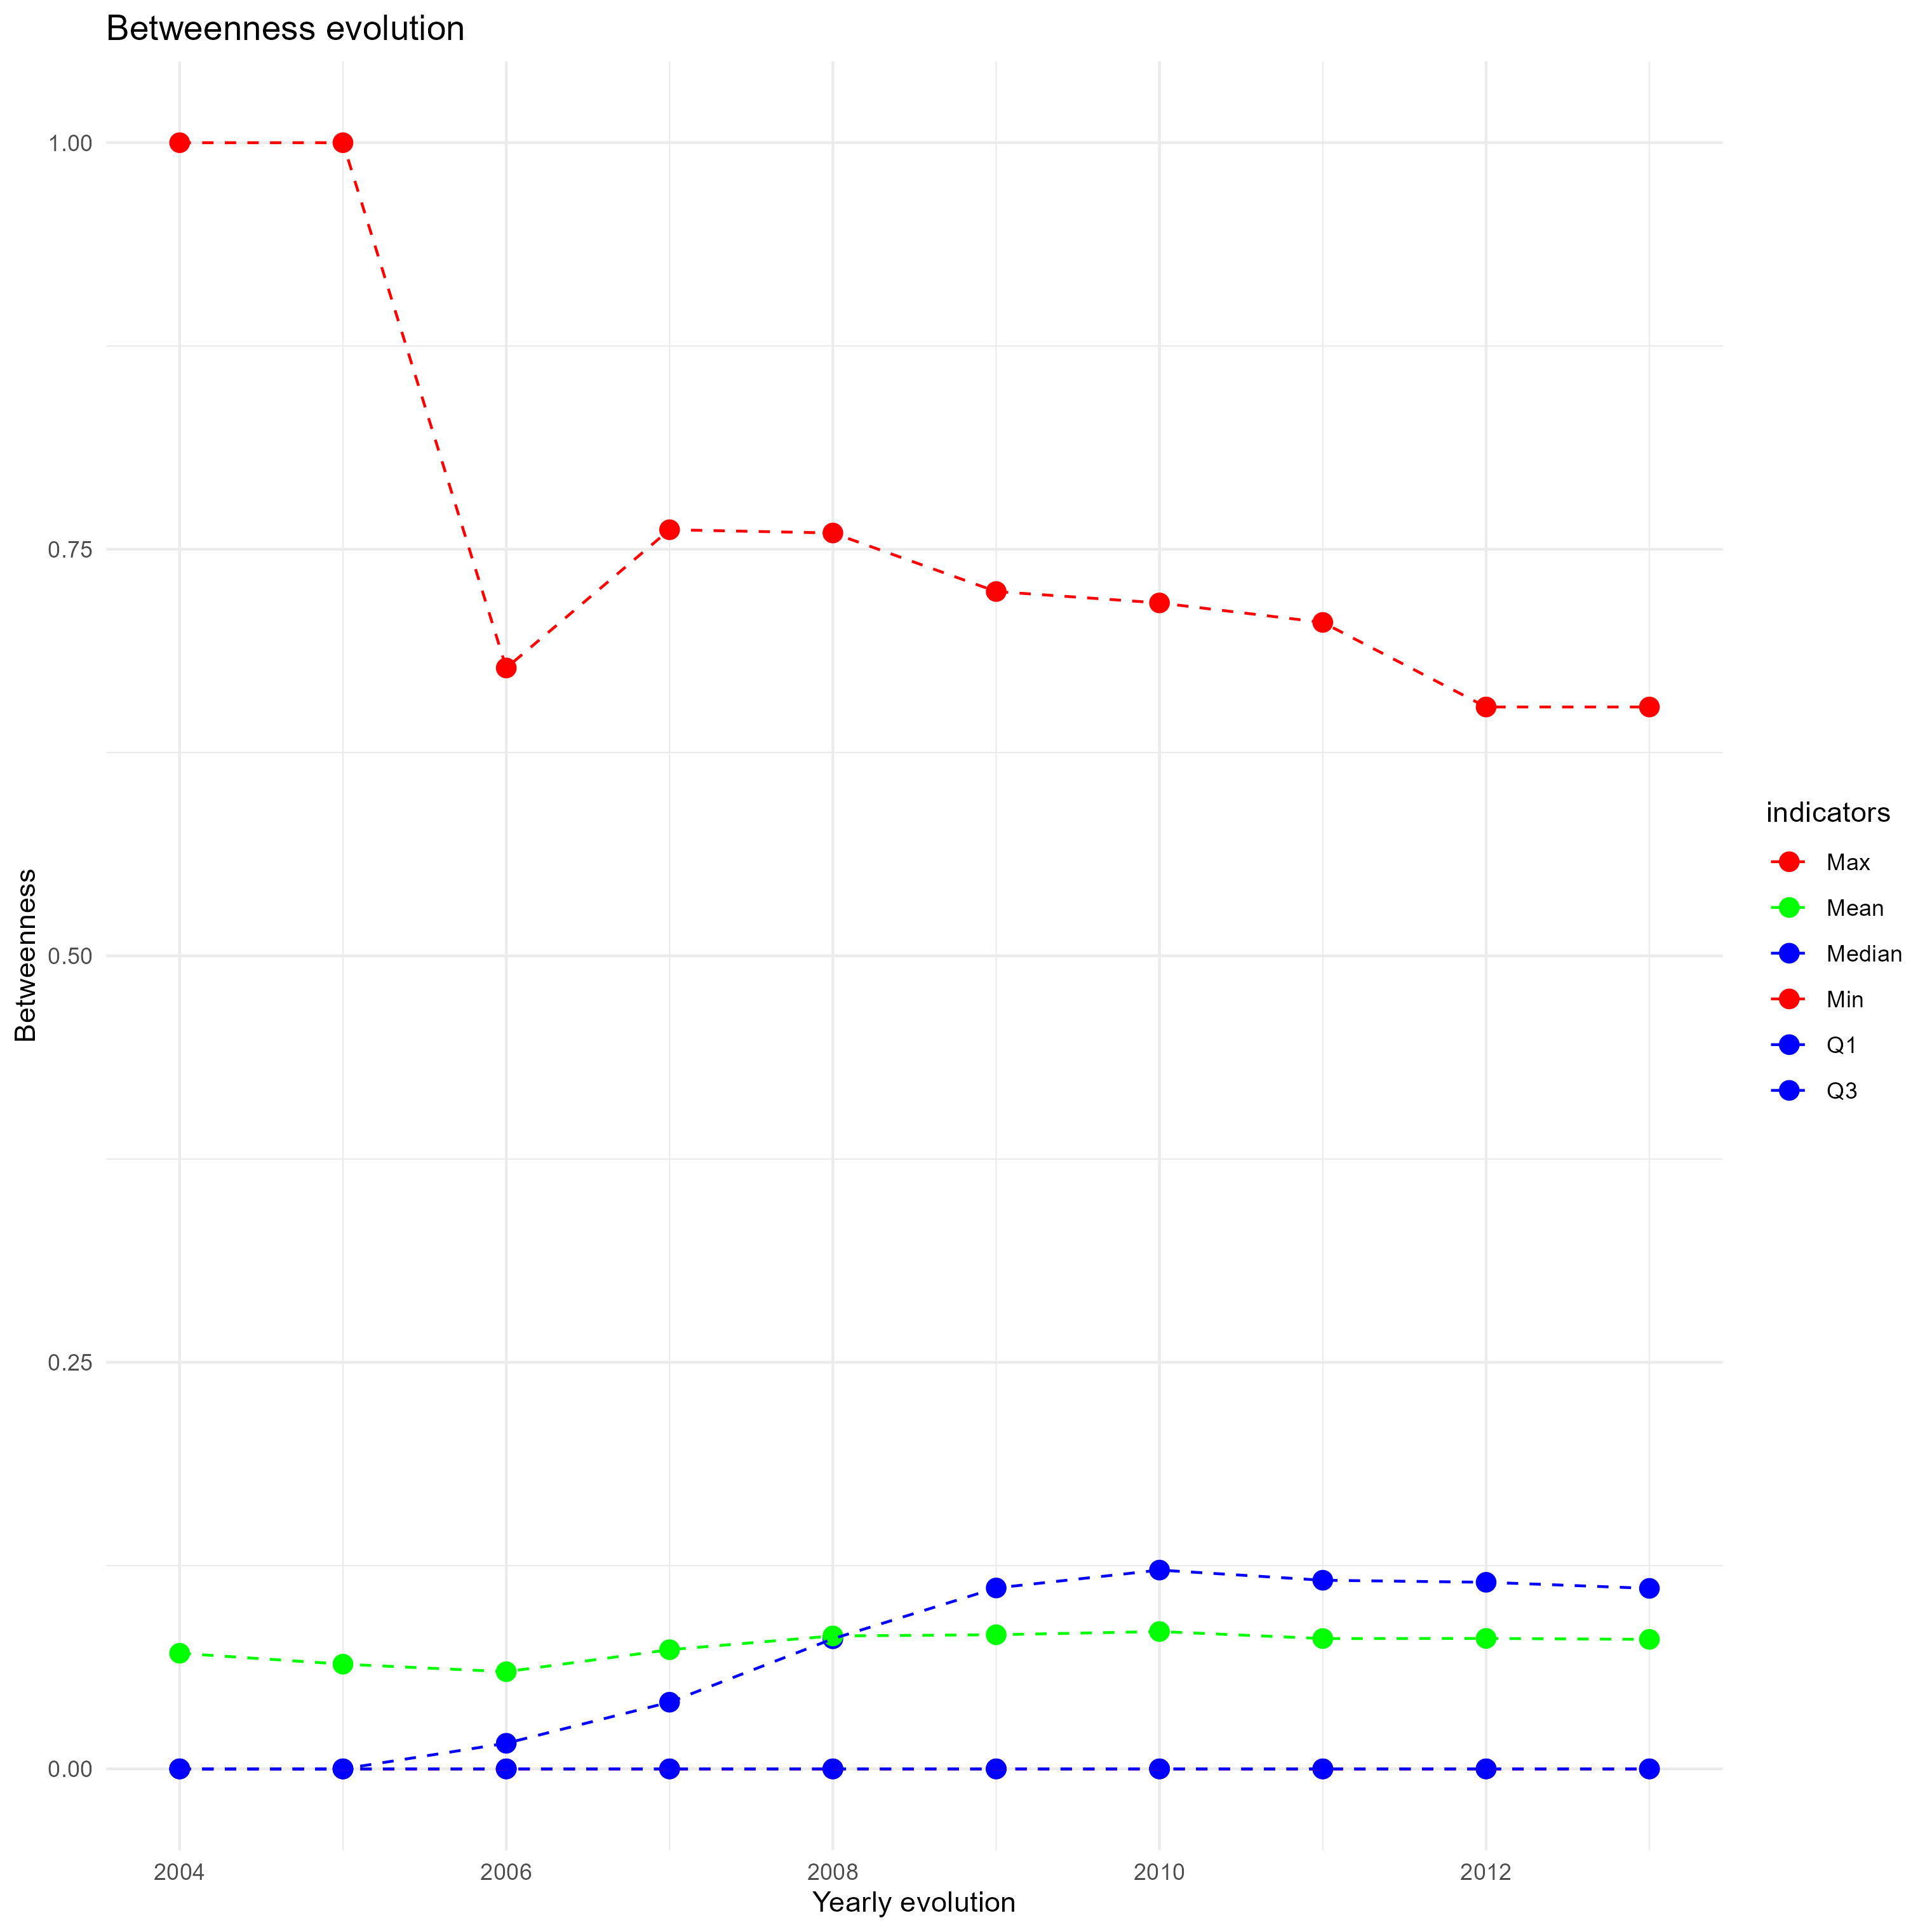 Betweenness evolution
1.00
0.75
0.50
0.25
0.00
Betweenness
2004 2006 2008 2010 2012
Yearly evolution
indicators
Max
Mean
Median
Min
Q1
Q3